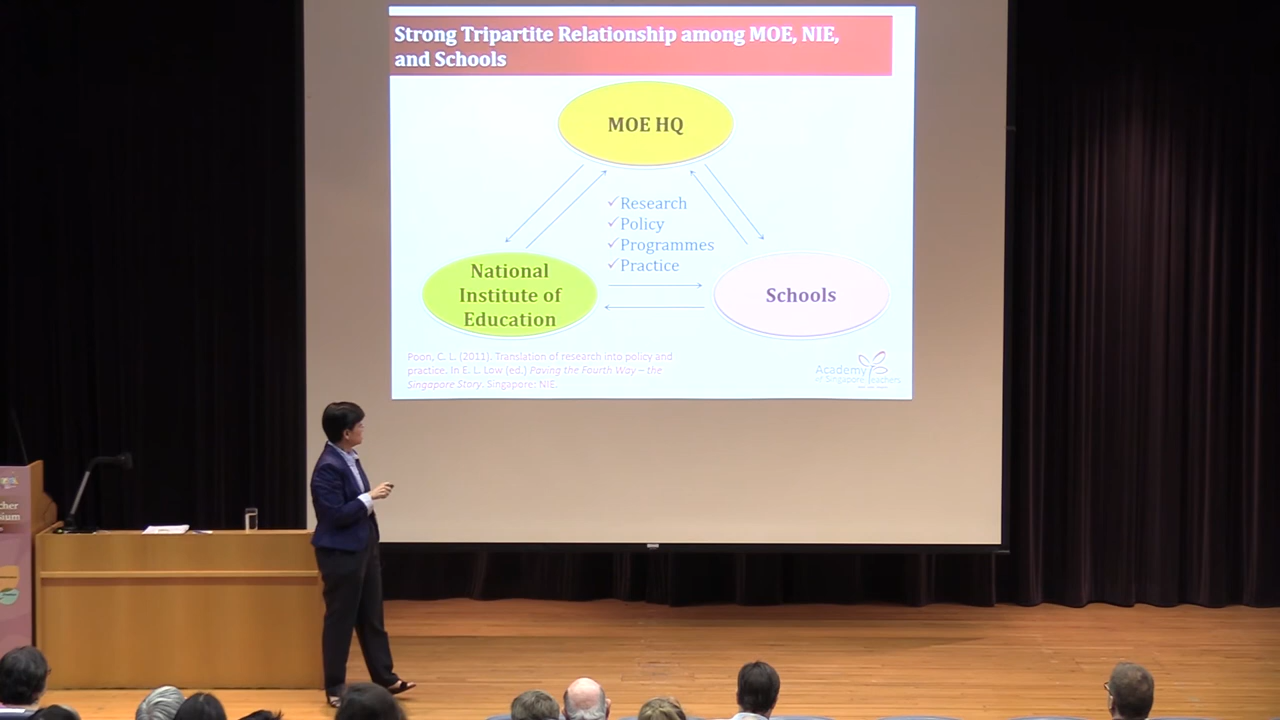 Strong Tripartite Relationship among MOE, NIE,
and Schools
MOE HQ
✓Research
✓Policy
✓Programmes
✓Practice
National
Institute of
Education
Schools
Poon, C. L. (2011). Translation of research into policy and
practice. In E. L. Low (ed.) Paving the Fourth Way – the
Singapore Story. Singapore: NIE.
Academy
of Singapore Teachers
cher
sium